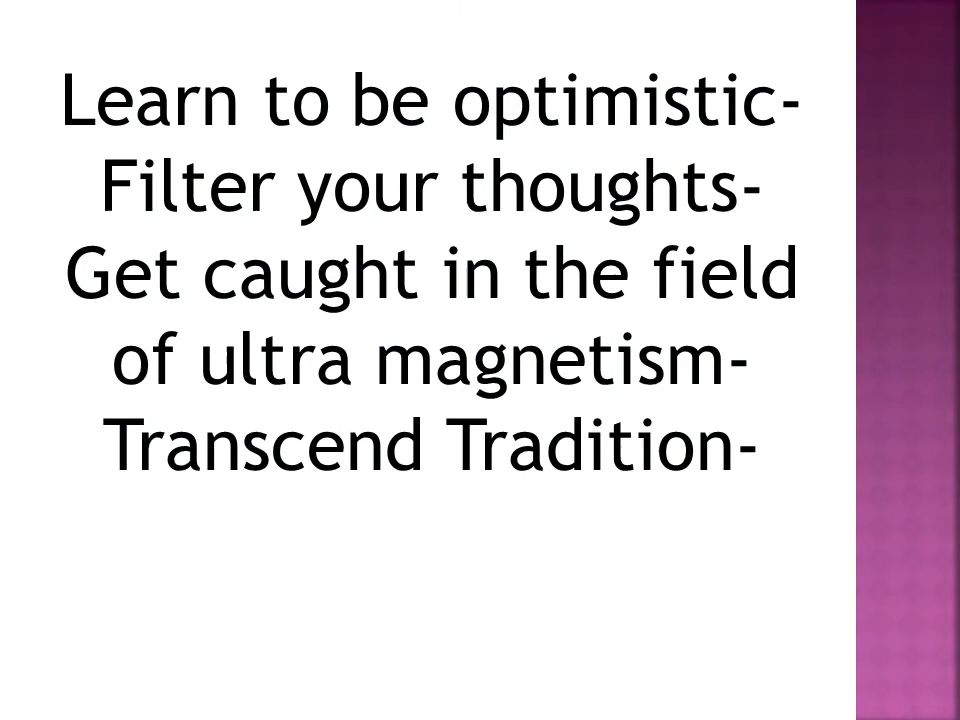 Learn to be optimistic-
Filter your thoughts-
Get caught in the field
of ultra magnetism-
Transcend Tradition-